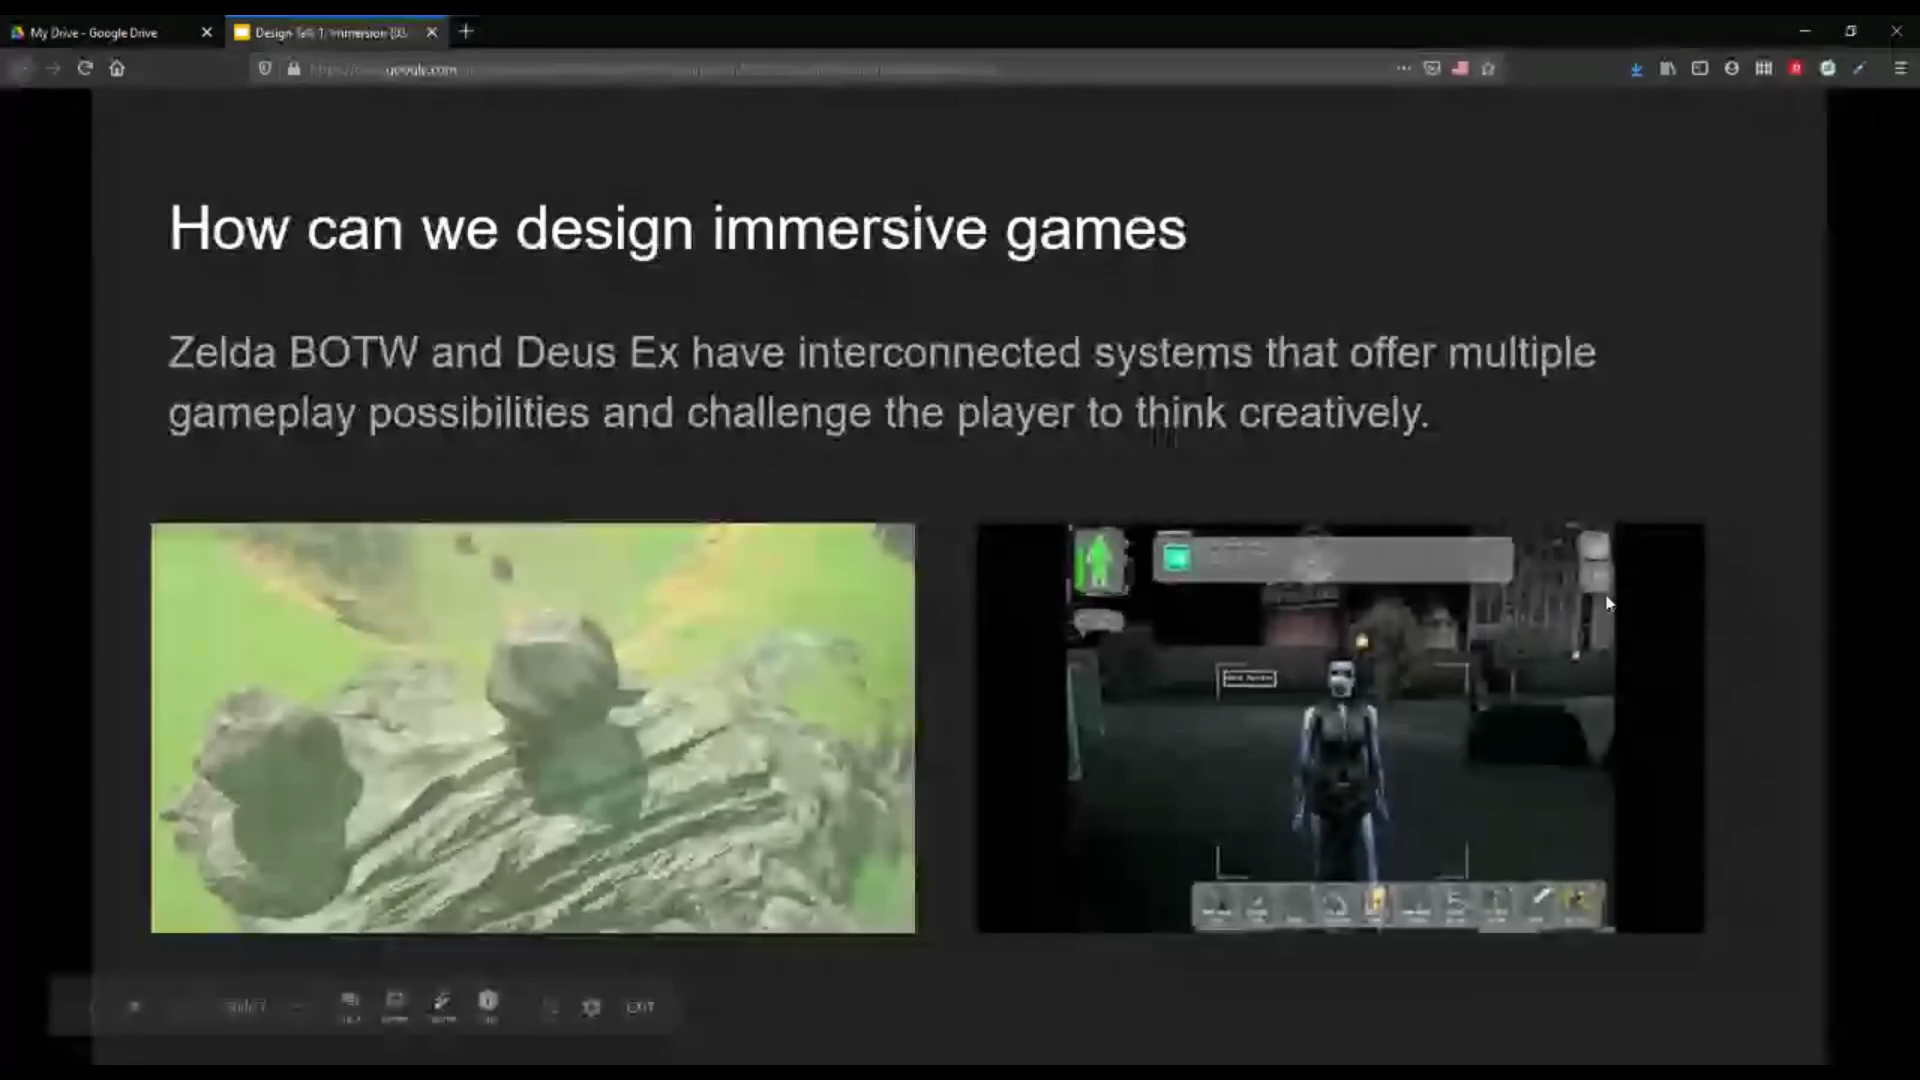 My Drive - Google Drive
Design
How can we design immersive games
Zelda BOTW and Deus Ex have interconnected systems that offer multiple
gameplay possibilities and challenge the player to think creatively.
EXIT